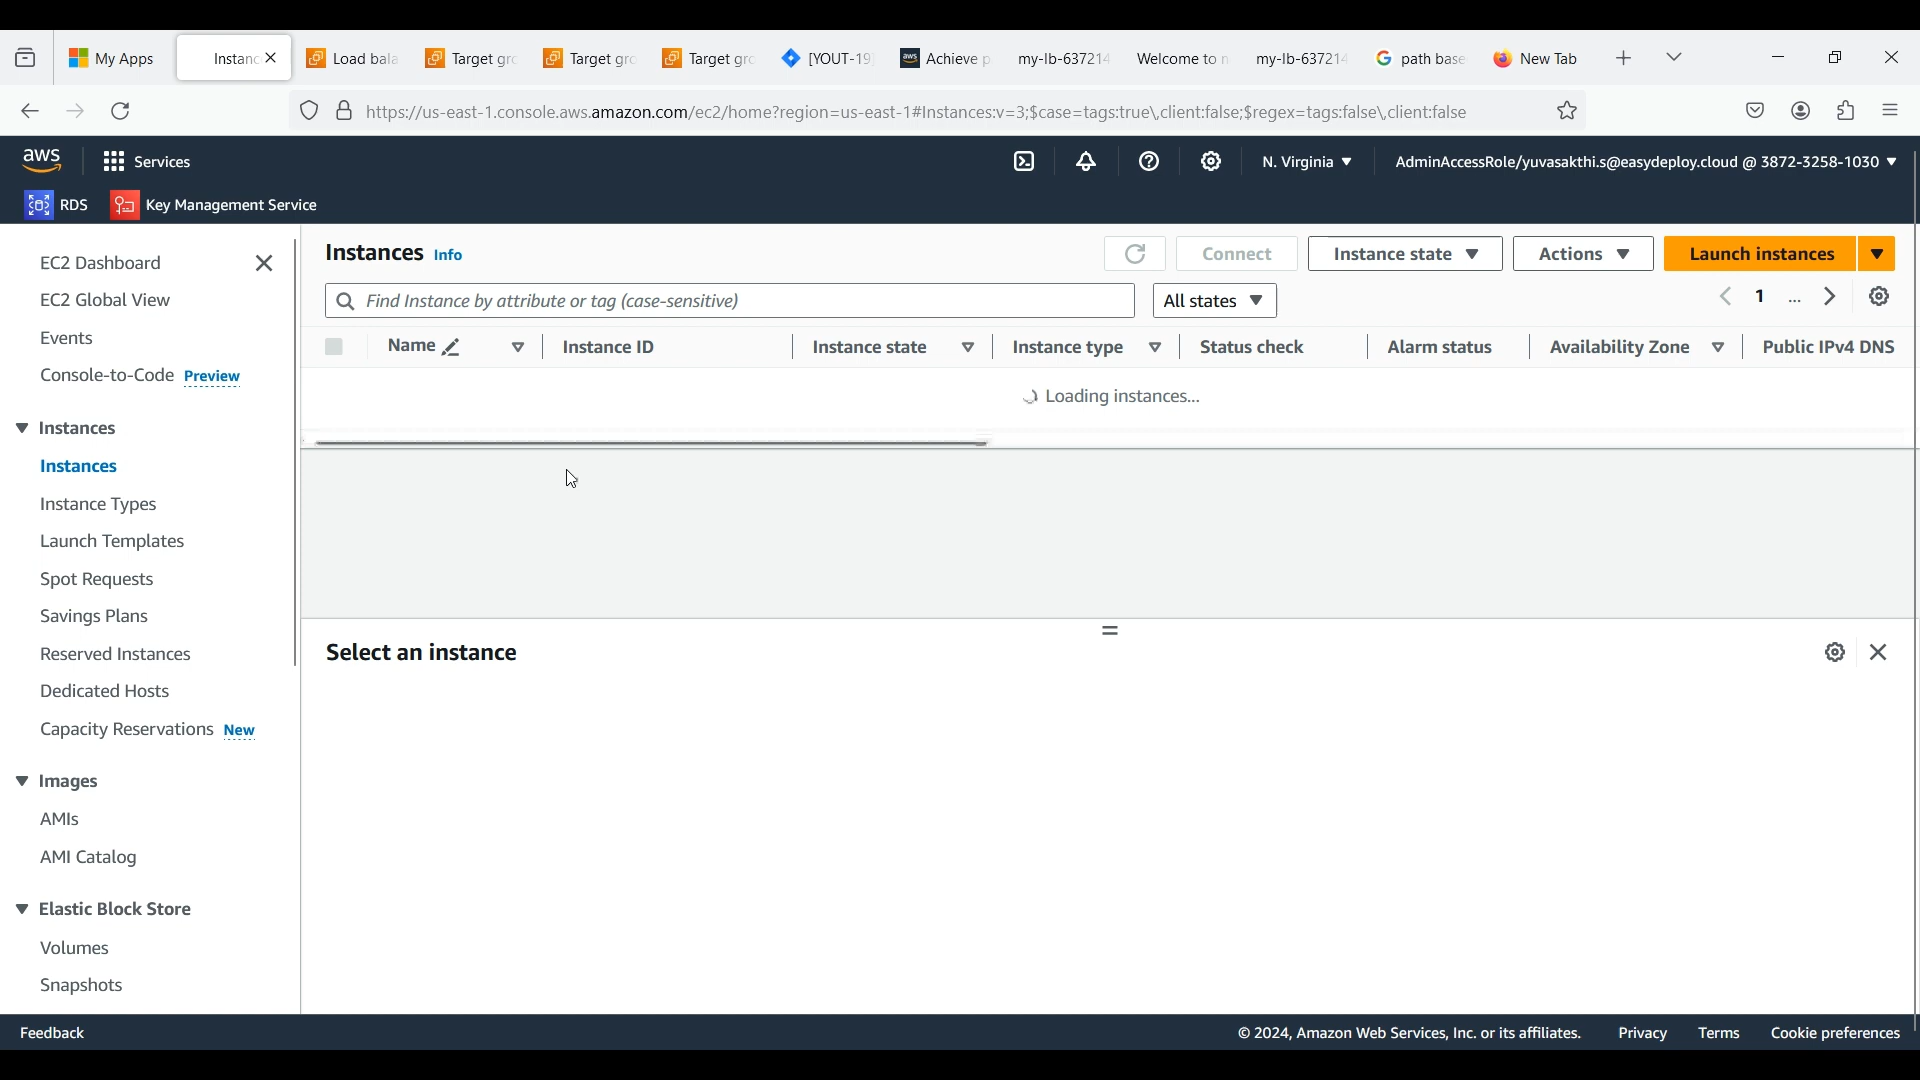 My Apps
Instanc
Load bala
Target gro
Target gro
Target gro
[YOUT-19]
Achieve p
my-lb-637214
Welcome to n
my-lb-637214
path base
New Tab
https://us-east-1.console.aws.amazon.com/ec2/home?region=us-east-1#Instances:v=3;$case=tags:true\,client:false;$regex=tags:false\,client:false
aws
Services
N. Virginia
AdminAccessRole/yuvasakthi.s@easydeploy.cloud @ 3872-3258-1030
RDS
Key Management Service
EC2 Dashboard
EC2 Global View
Events
Console-to-Code Preview
Instances
Instances
Instance Types
Launch Templates
Spot Requests
Savings Plans
Reserved Instances
Dedicated Hosts
Capacity Reservations New
Images
AMIs
AMI Catalog
Elastic Block Store
Volumes
Snapshots
Instances Info
Connect
Instance state
Actions
Launch instances
Find Instance by attribute or tag (case-sensitive)
All states
1 ...
Name
Instance ID
Instance state
Instance type
Status check
Alarm status
Availability Zone
Public IPv4 DNS
Loading instances...
Select an instance
Feedback
© 2024, Amazon Web Services, Inc. or its affiliates.
Privacy
Terms
Cookie preferences